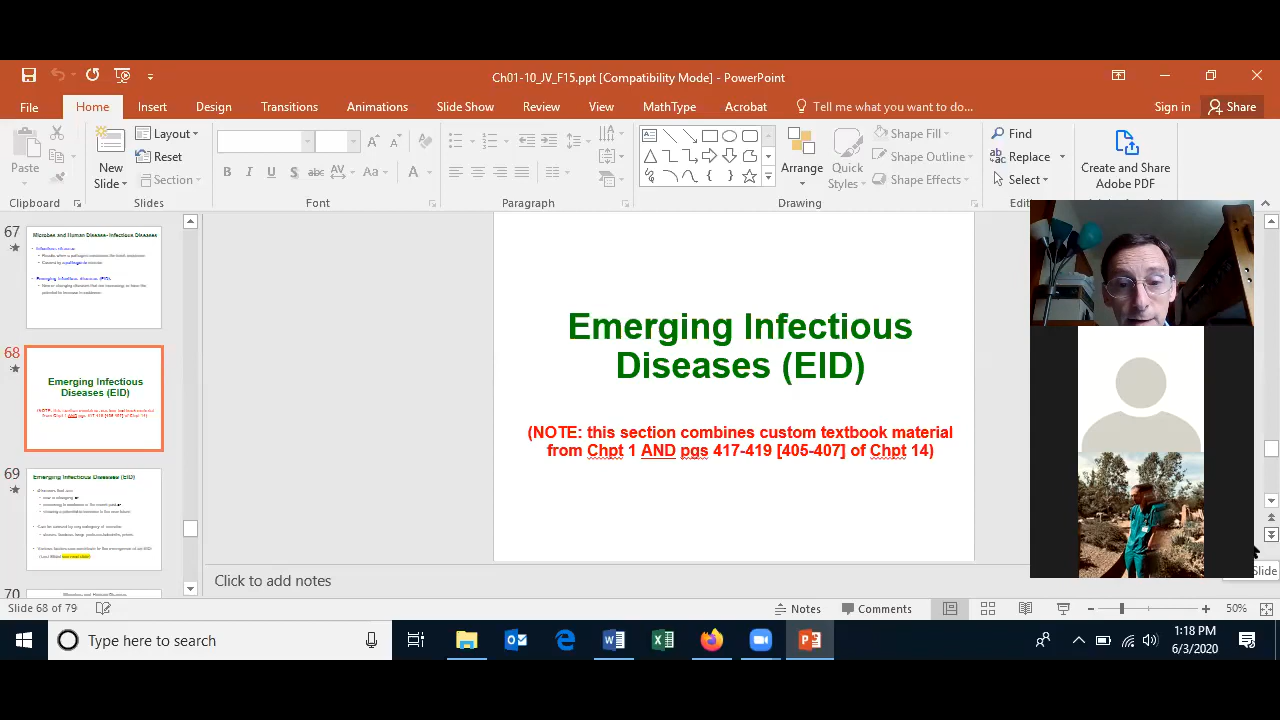 Ch01-10_JV_F15.ppt [Compatibility Mode] - PowerPoint
File Home Insert Design Transitions Animations Slide Show Review View MathType Acrobat Tell me what you want to do... Sign in Share
Paste
Clipboard
New
Slide
Layout
Reset
Section
Slides
B I U S abc AV Aa A
Font
Paragraph
Arrange
Quick
Styles
Shape Fill
Shape Outline
Shape Effects
Drawing
Find
Replace
Select
Create and Share
Adobe PDF
67
Microbes and Human Disease- Infectious Diseases
68
Emerging Infectious
Diseases (EID)
69
Emerging Infectious Diseases (EID)
70
Emerging Infectious
Diseases (EID)
(NOTE: this section combines custom textbook material
from Chpt 1 AND pgs 417-419 [405-407] of Chpt 14)
Click to add notes
Slide
Slide 68 of 79
Notes
Comments
50%
Type here to search
1:18 PM
6/3/2020